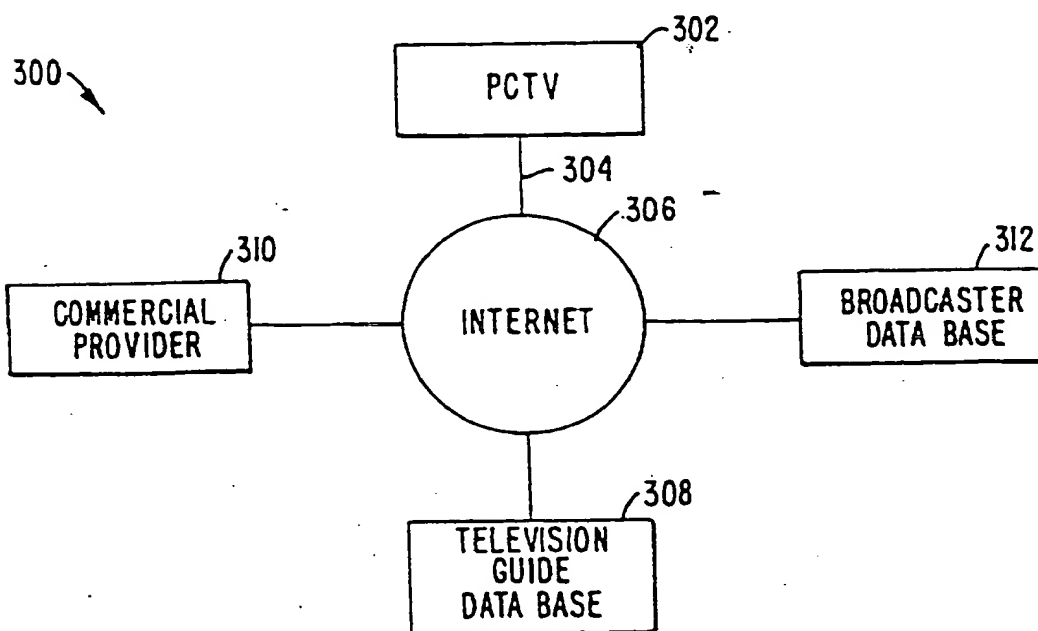 302
300
PCTV
304
306
310
312
COMMERCIAL
PROVIDER
INTERNET
BROADCASTER
DATA BASE
308
TELEVISION
GUIDE
DATA BASE